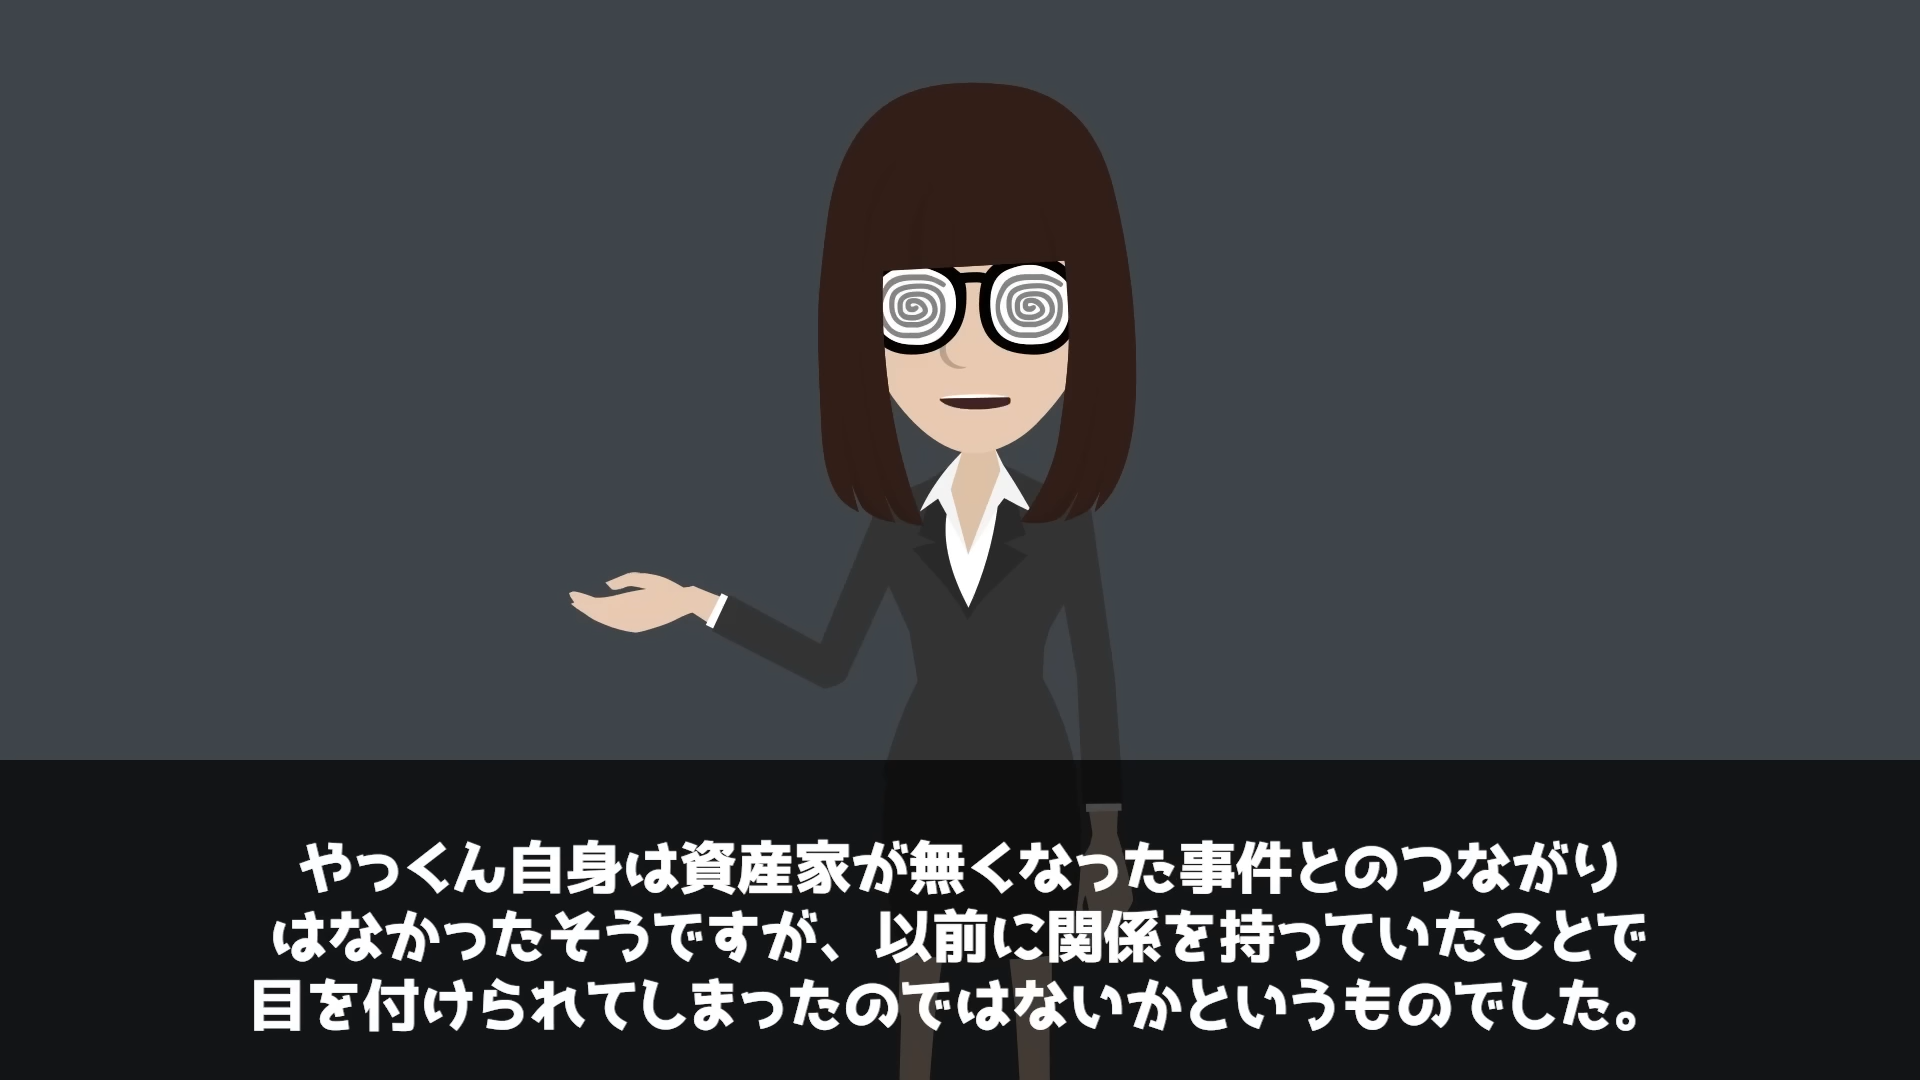 やっくん自身は資産家が無くなった事件とのつながり
はなかったそうですが、以前に関係を持っていたことで
目を付けられてしまったのではないかというものでした。